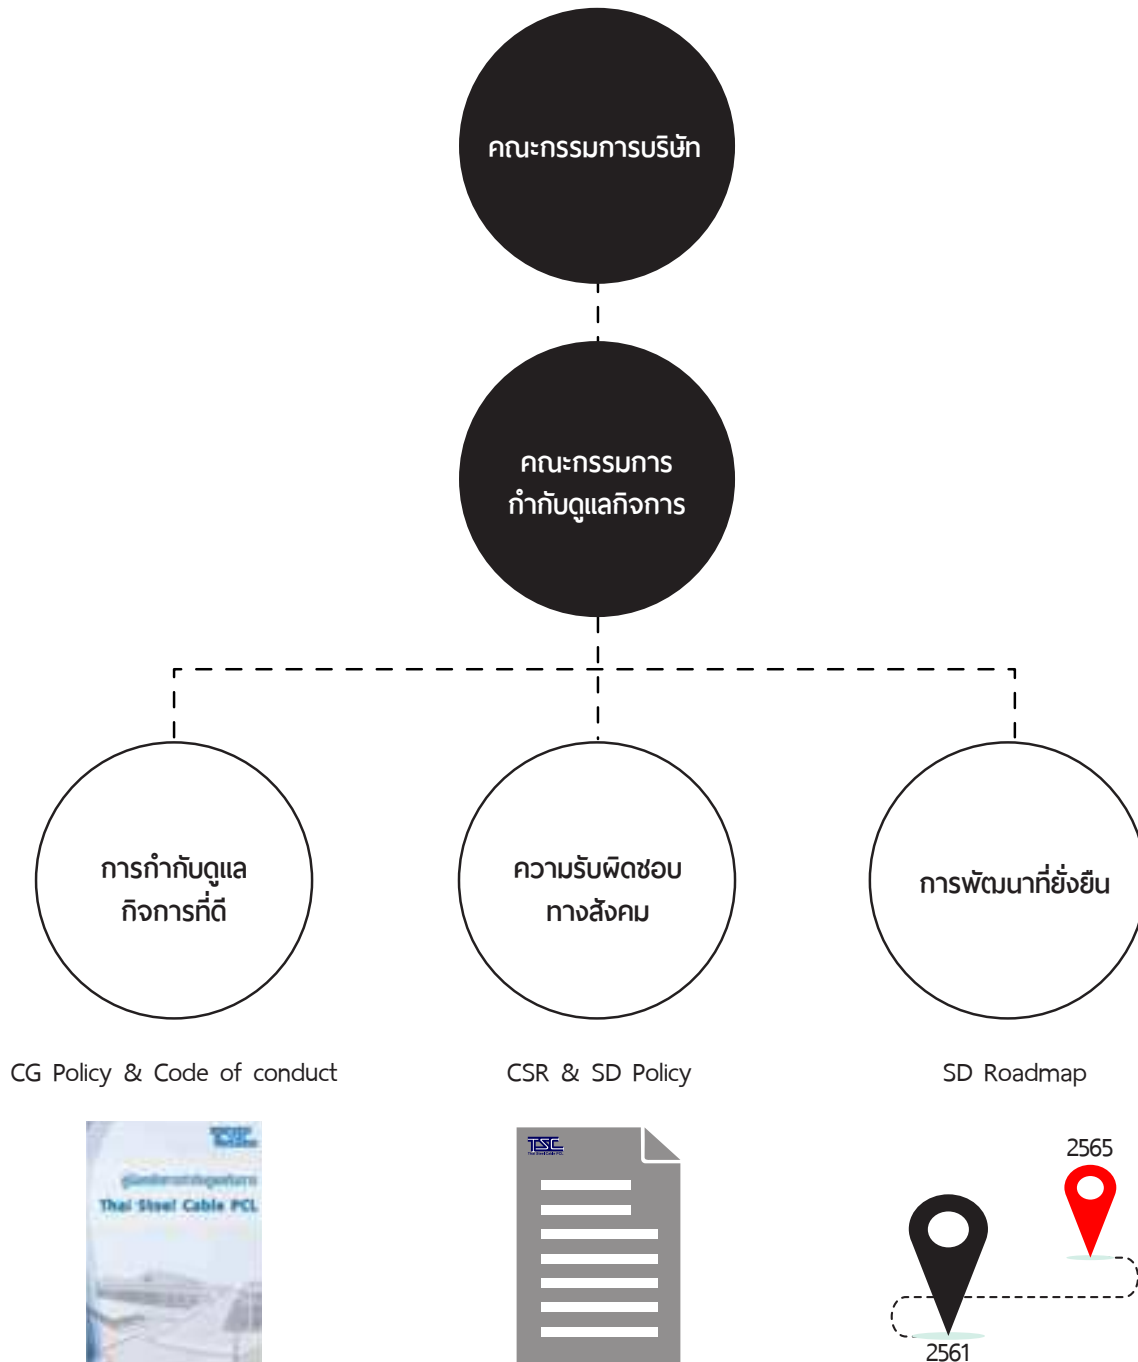 คณะกรรมการบริษัท
คณะกรรมการ
กำกับดูแลกิจการ
การกำกับดูแล
กิจการที่ดี
ความรับผิดชอบ
ทางสังคม
การพัฒนาที่ยั่งยืน
CG Policy & Code of conduct
CSR & SD Policy
SD Roadmap
Thai Steel Cable PCL
TSC
Thai Steel Cable PCL
2565
2561